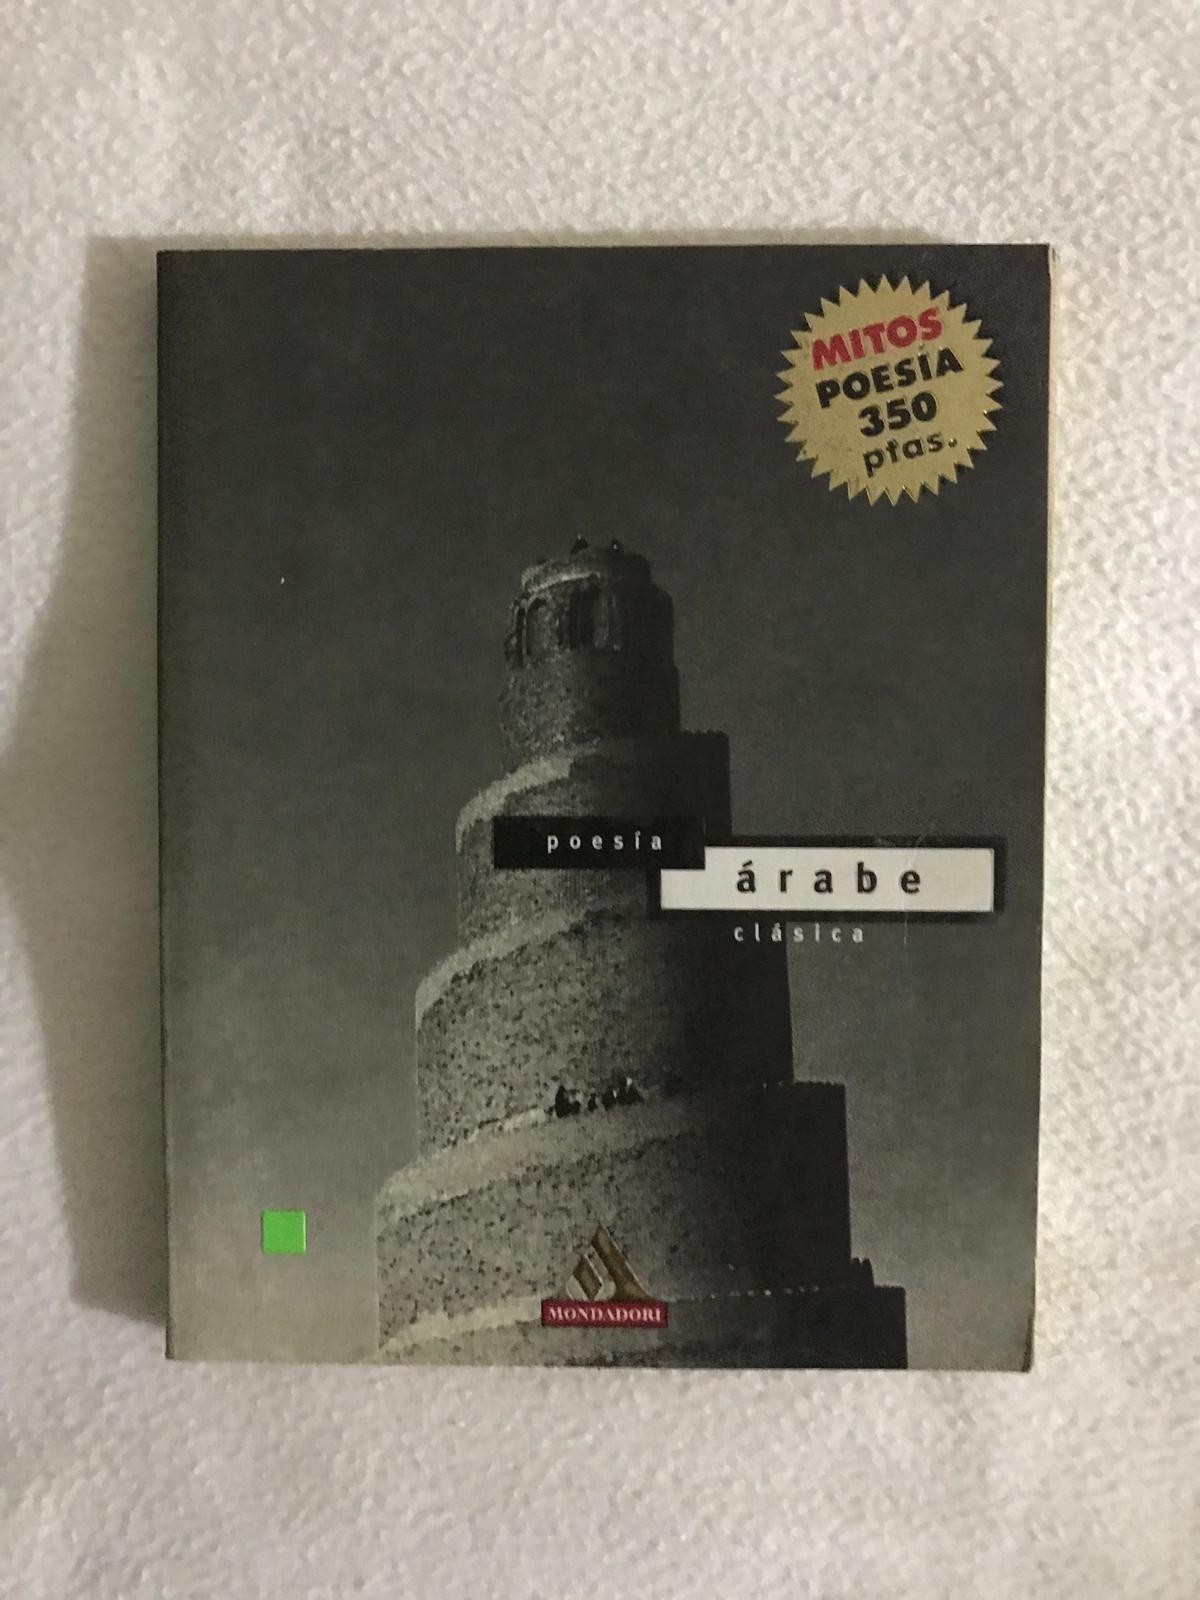 MITOS
POESÍA
350
ptas.
poesía
árabe
clásica
MONDADORI